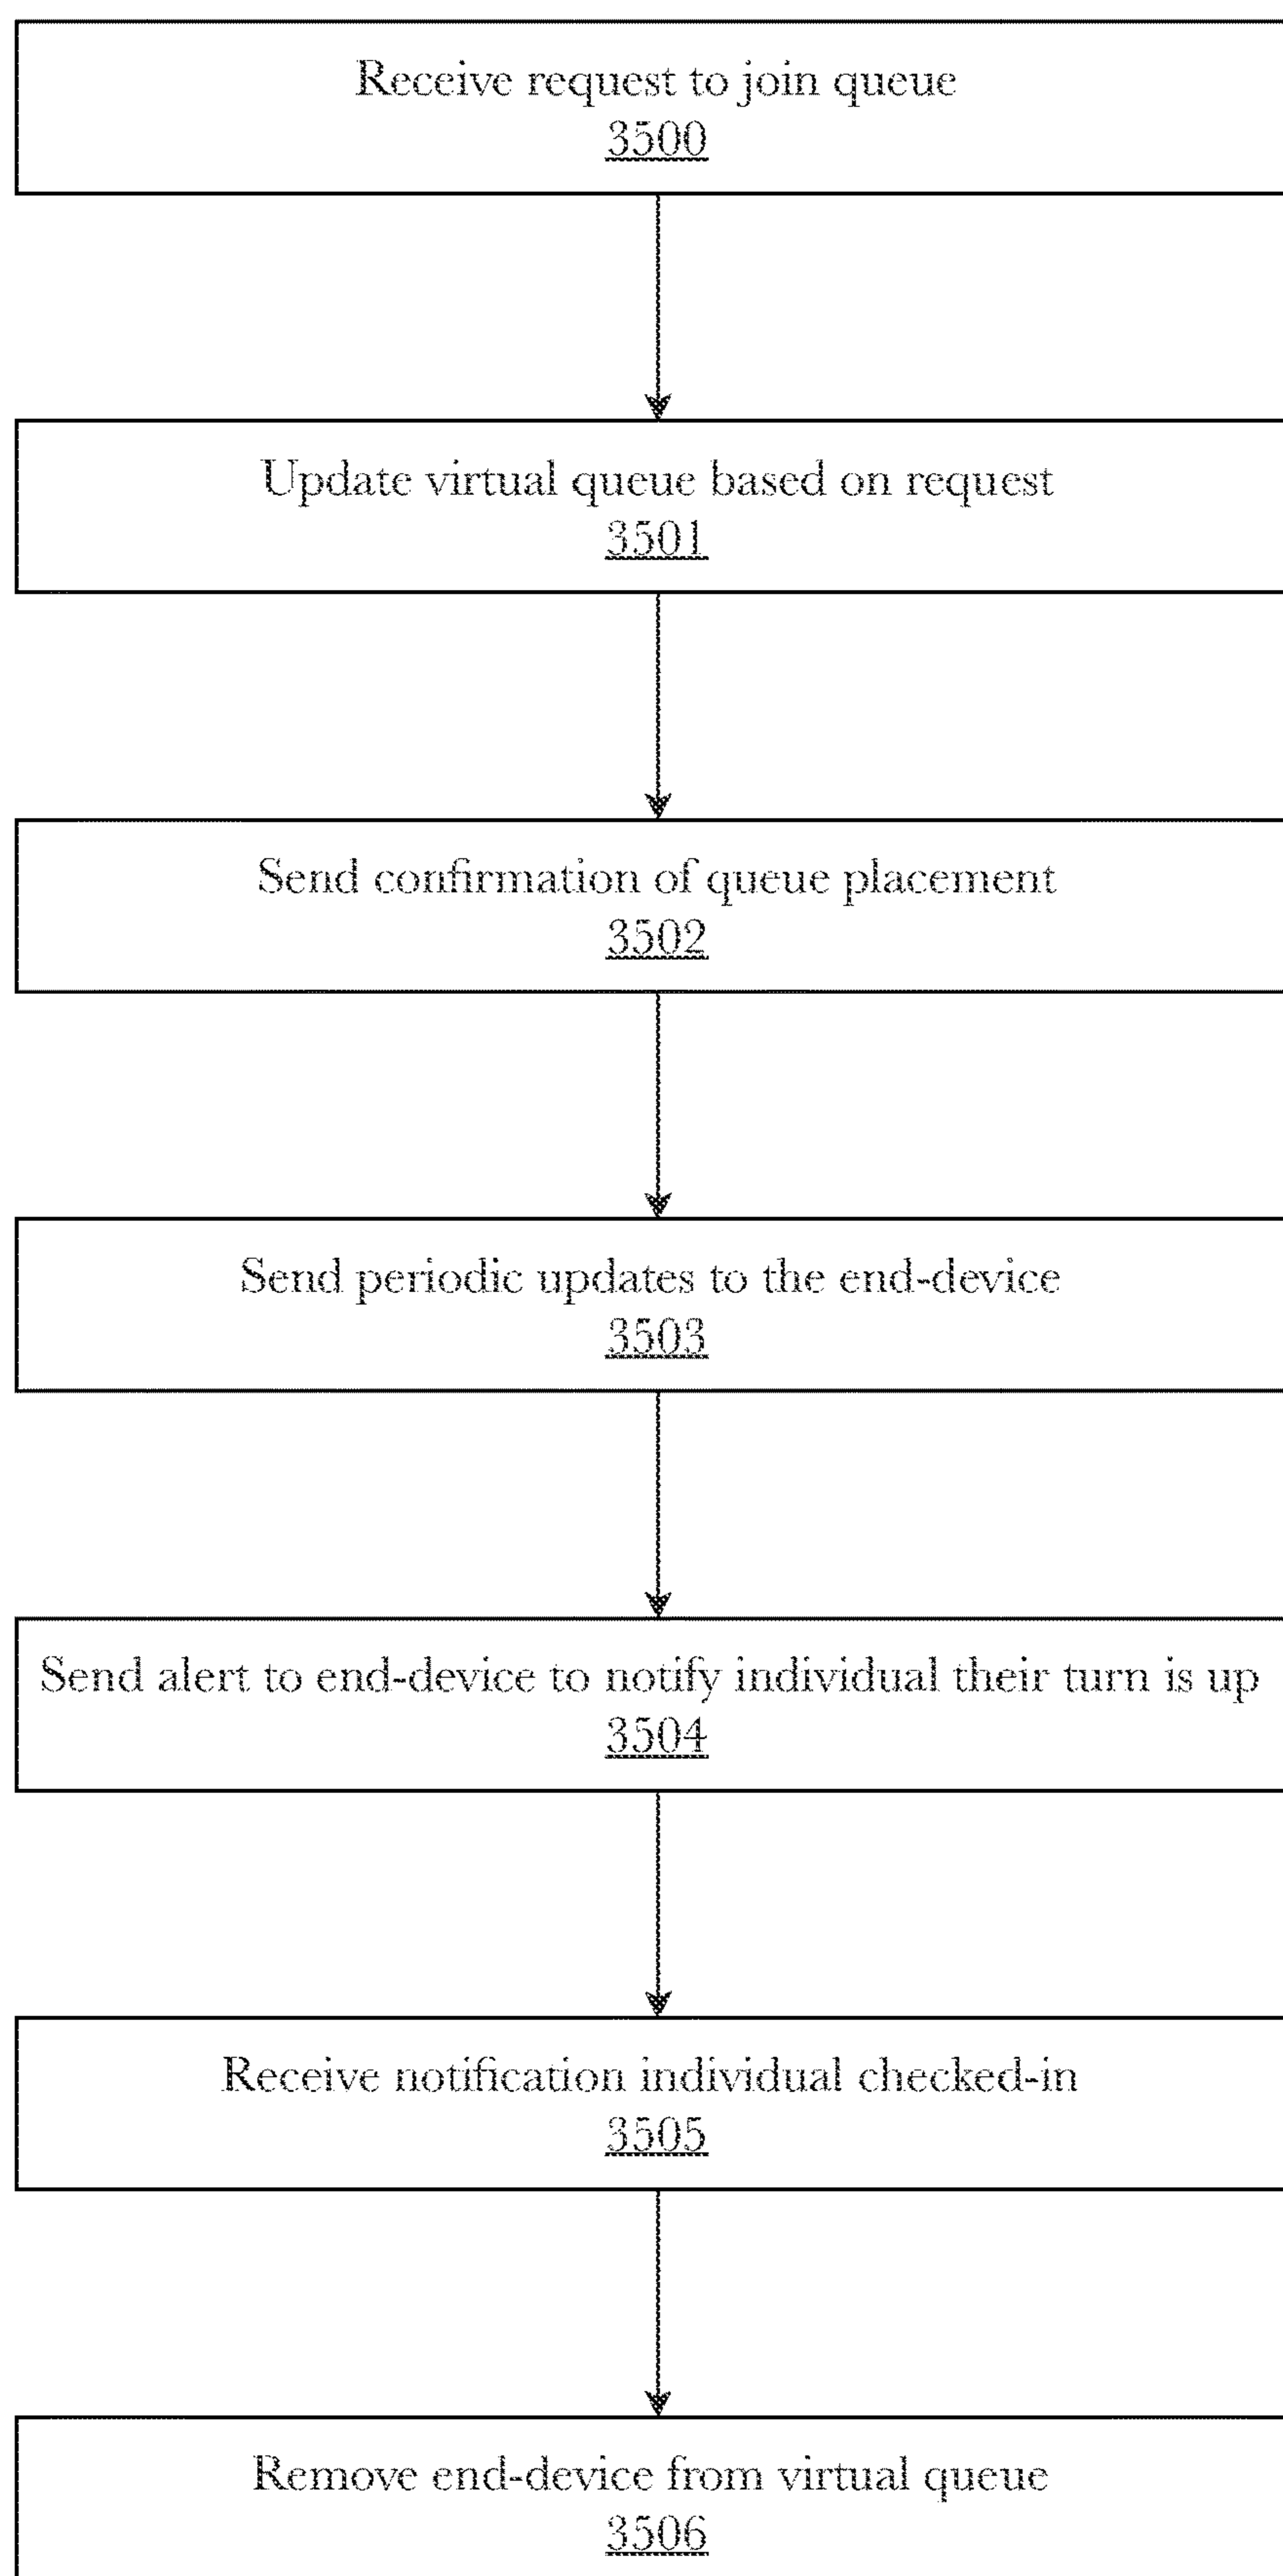 Receive request to join queue
3500
Update virtual queue based on request
3501
Send confirmation of queue placement
3502
Send periodic updates to the end-device
3503
Send alert to end-device to notify individual their turn is up
3504
Receive notification individual checked-in
3505
Remove end-device from virtual queue
3506